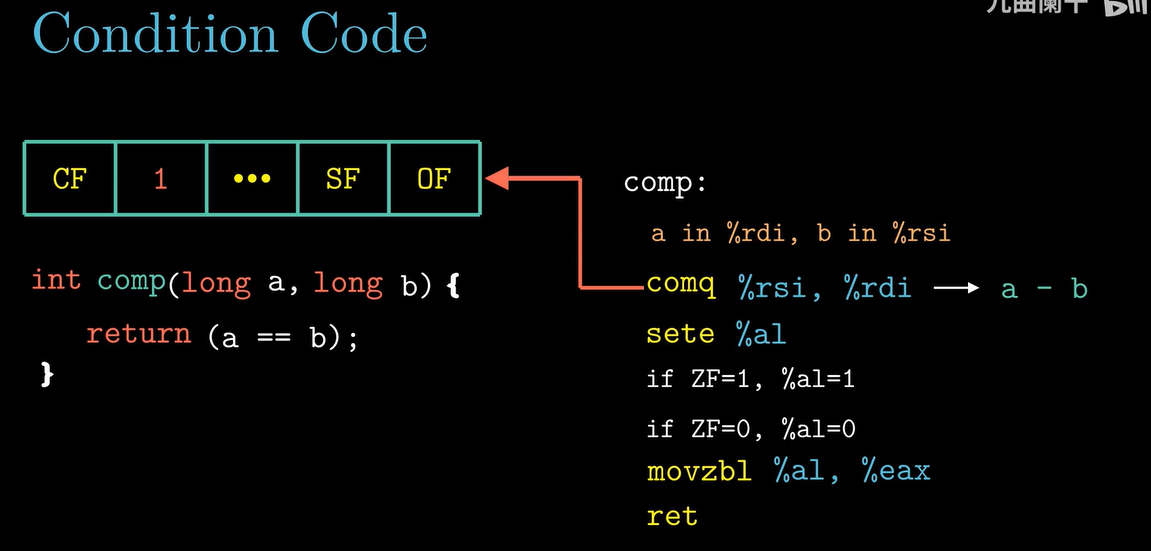 九曲阑干
Condition Code
CF 1 ••• SF OF
int comp(long a, long b) {
return (a == b);
}
comp:
a in %rdi, b in %rsi
comq %rsi, %rdi → a - b
sete %al
if ZF=1, %al=1
if ZF=0, %al=0
movzbl %al, %eax
ret